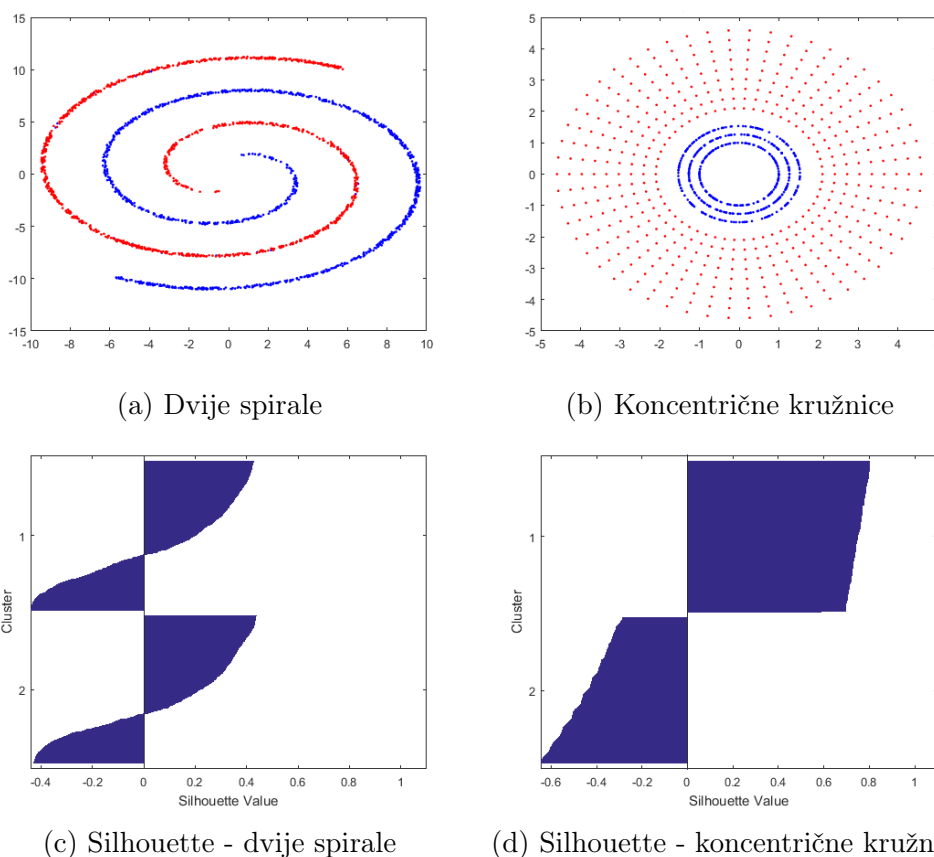 15
10
5
0
-5
-10
-15
-10 -8 -6 -4 -2 0 2 4 6 8 10
5
4
3
2
1
0
-1
-2
-3
-4
-5
-5 -4 -3 -2 -1 0 1 2 3 4
(a) Dvije spirale
(b) Koncentrične kružnice
Cluster
1
2
-0.4 -0.2 0 0.2 0.4 0.6 0.8 1
Silhouette Value
Cluster
1
2
-0.6 -0.4 -0.2 0 0.2 0.4 0.6 0.8 1
Silhouette Value
(c) Silhouette - dvije spirale
(d) Silhouette - koncentrične kružn